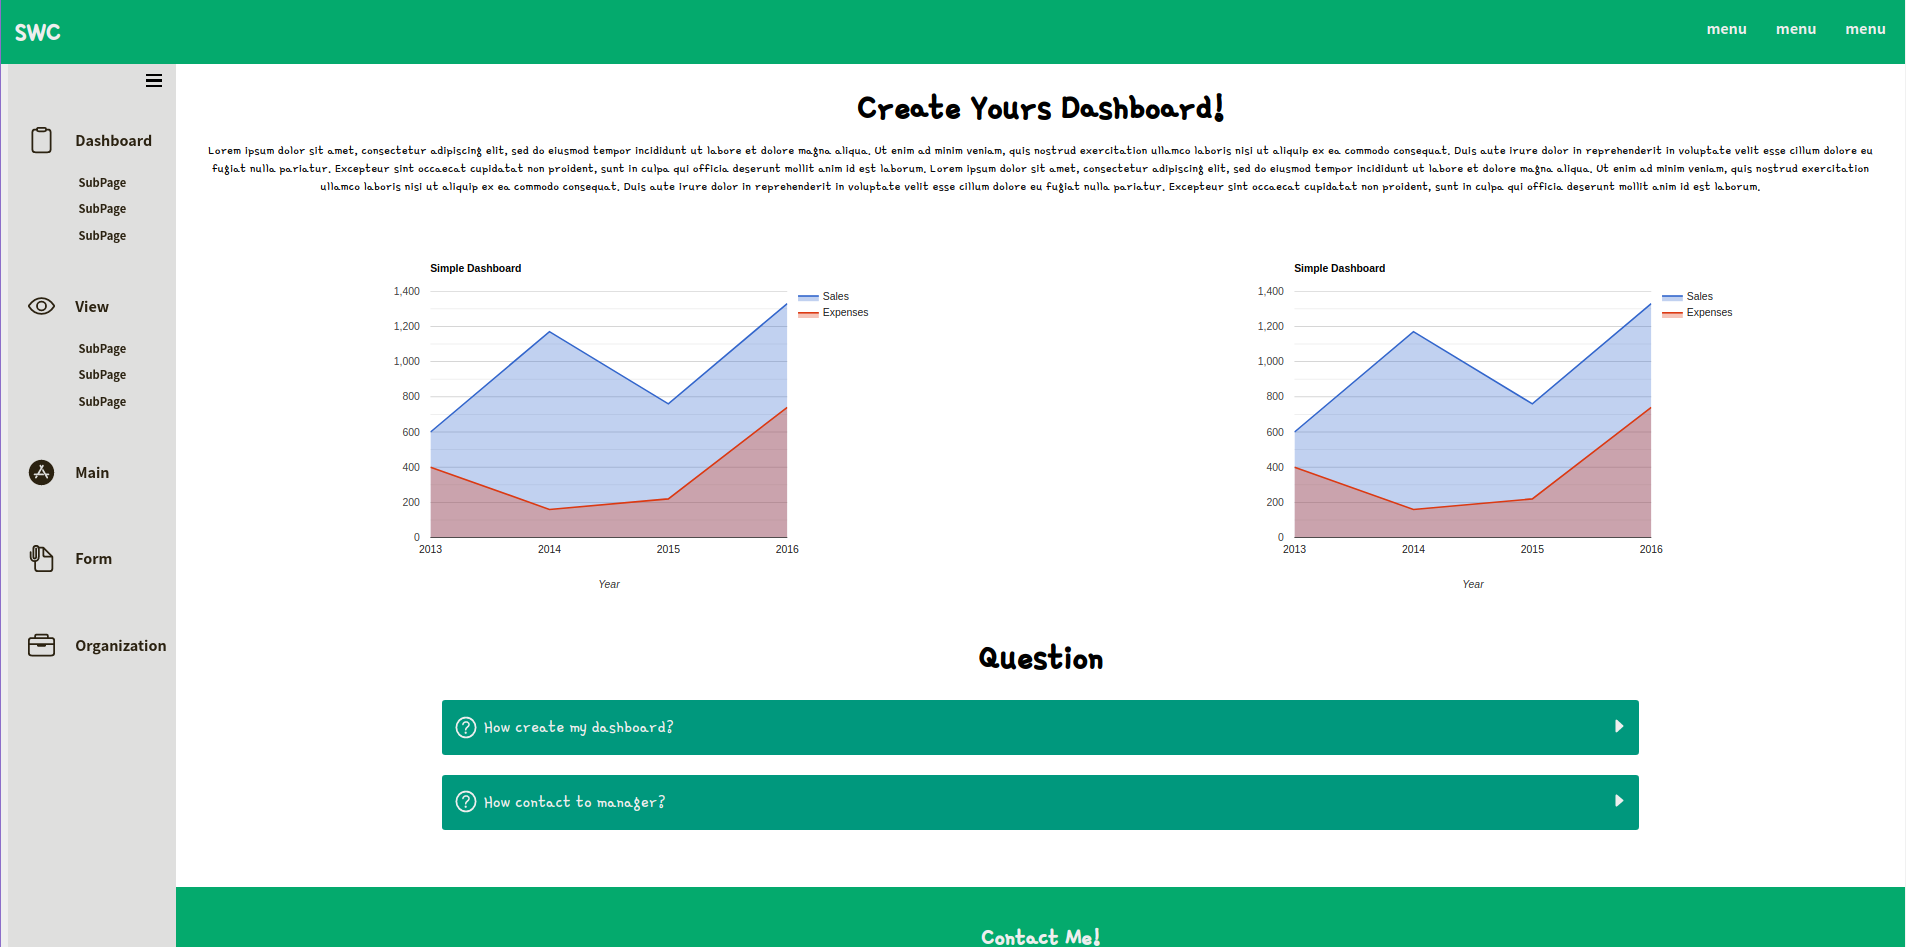 SWC
menu menu menu
Dashboard
SubPage
SubPage
SubPage
View
SubPage
SubPage
SubPage
Main
Form
Organization
Create Yours Dashboard!
Lorem ipsum dolor sit amet, consectetur adipiscing elit, sed do eiusmod tempor incididunt ut labore et dolore magna aliqua. Ut enim ad minim veniam, quis nostrud exercitation ullamco laboris nisi ut aliquip ex ea commodo consequat. Duis aute irure dolor in reprehenderit in voluptate velit esse cillum dolore eu
fugiat nulla pariatur. Excepteur sint occaecat cupidatat non proident, sunt in culpa qui officia deserunt mollit anim id est laborum. Lorem ipsum dolor sit amet, consectetur adipiscing elit, sed do eiusmod tempor incididunt ut labore et dolore magna aliqua. Ut enim ad minim veniam, quis nostrud exercitation
ullamco laboris nisi ut aliquip ex ea commodo consequat. Duis aute irure dolor in reprehenderit in voluptate velit esse cillum dolore eu fugiat nulla pariatur. Excepteur sint occaecat cupidatat non proident, sunt in culpa qui officia deserunt mollit anim id est laborum.
Simple Dashboard
1,400
1,200
1,000
800
600
400
200
0
2013 2014 2015 2016
Year
Sales
Expenses
Simple Dashboard
1,400
1,200
1,000
800
600
400
200
0
2013 2014 2015 2016
Year
Sales
Expenses
Question
How create my dashboard?
How contact to manager?
Contact Me!